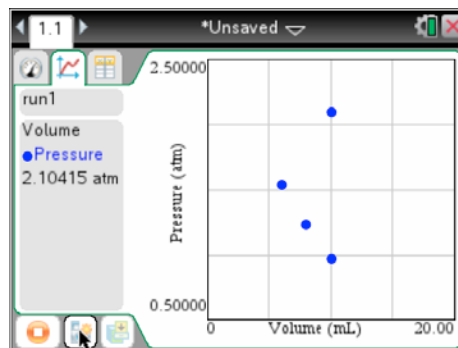 1.1
*Unsaved
run1
Volume
Pressure
2.10415 atm
2.50000
Pressure (atm)
0.50000
0
Volume (mL)
20.00